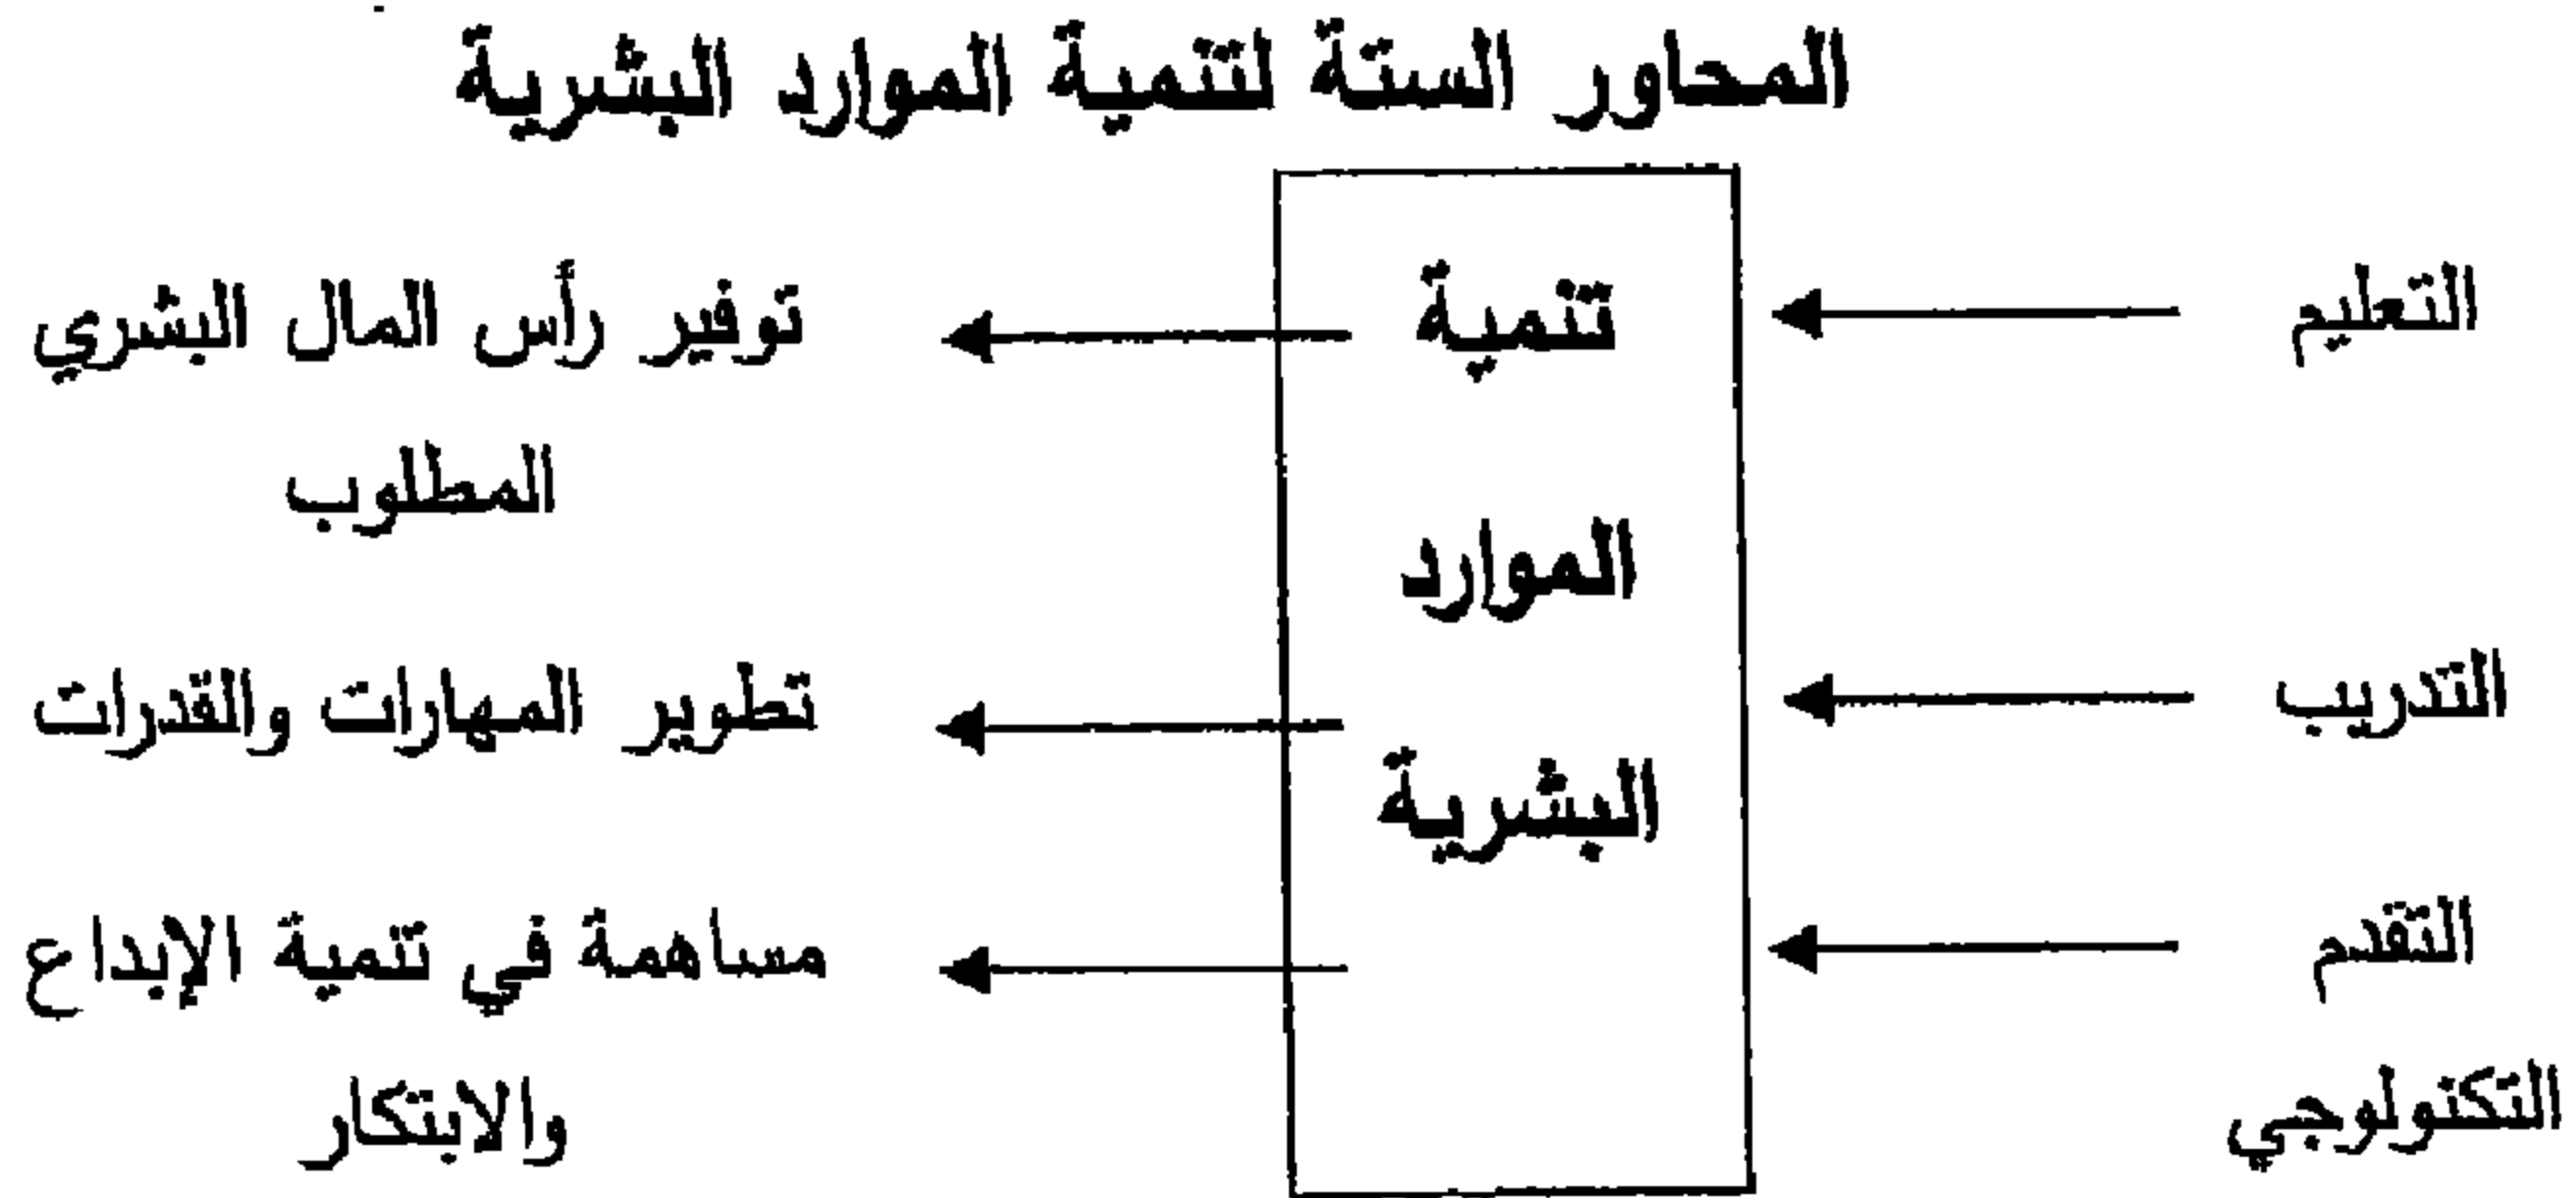 المحاور الستة لتنمية الموارد البشرية
التعليم
تنمية
توفير رأس المال البشري
المطلوب
الموارد
التدريب
تطوير المهارات والقدرات
البشرية
التقدم
مساهمة في تنمية الإبداع
التكنولوجي
والابتكار